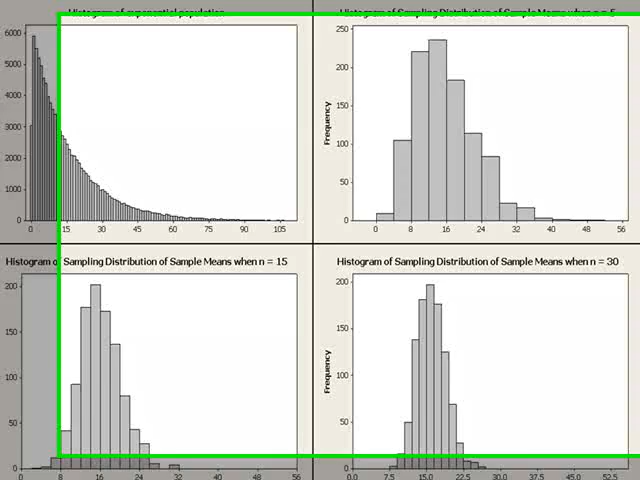 Histogram of exponential population
Histogram of Sampling Distribution of Sample Means when n = 5
6000
5000
4000
3000
2000
1000
0
0 15 30 45 60 75 90 105
Frequency
250
200
150
100
50
0
0 8 16 24 32 40 48 56
Histogram of Sampling Distribution of Sample Means when n = 15
Histogram of Sampling Distribution of Sample Means when n = 30
200
150
100
50
0
0 8 16 24 32 40 48 56
Frequency
200
150
100
50
0
0.0 7.5 15.0 22.5 30.0 37.5 45.0 52.5